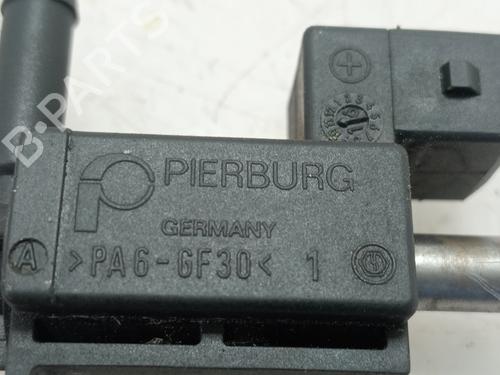 B-PARTS
PIERBURG
GERMANY
A >PA6-GF30< 1